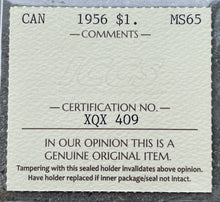 CAN 1956 $1. MS65
— COMMENTS —
— CERTIFICATION NO. —
XQX 409
IN OUR OPINION THIS IS A
GENUINE ORIGINAL ITEM.
Tampering with this sealed holder invalidates above opinion.
Have holder replaced if inner package/seal not intact.